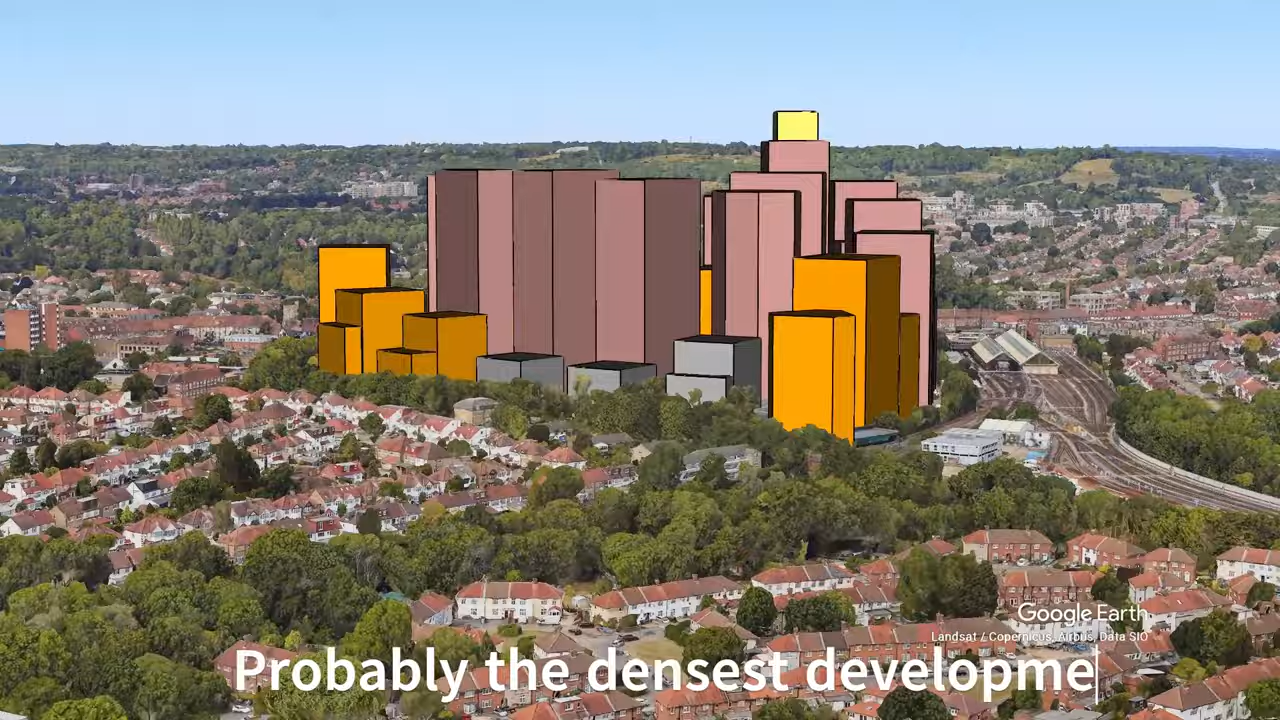 Google Earth
Landsat / Copernicus, Airbus, Data SIO
Probably the densest developme